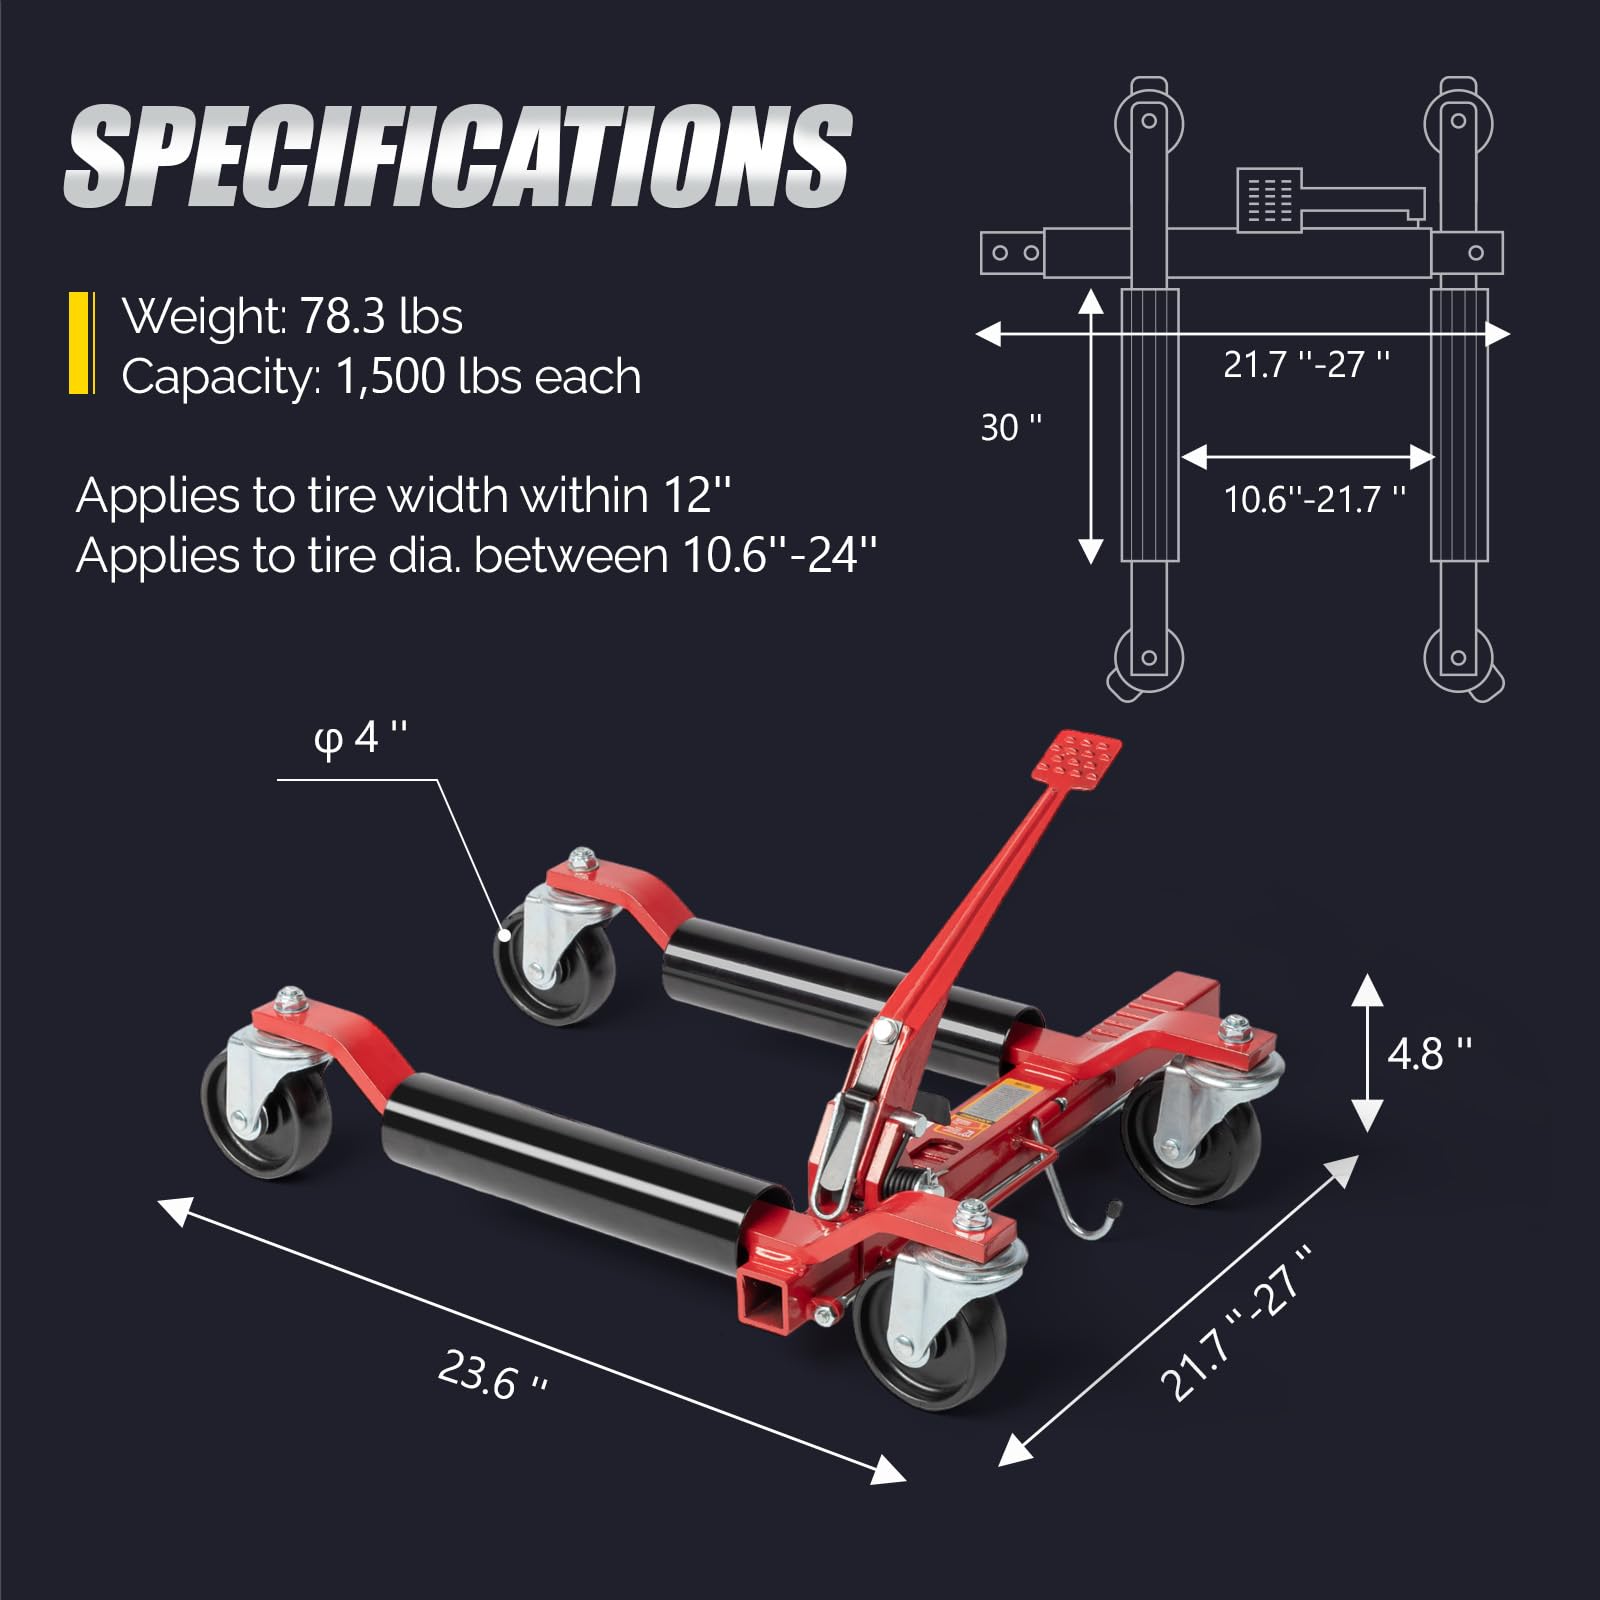 SPECIFICATIONS
Weight: 78.3 lbs
Capacity: 1,500 lbs each
Applies to tire width within 12"
Applies to tire dia. between 10.6"-24"
21.7 "-27 "
30 "
10.6"-21.7 "
φ 4 "
4.8 "
23.6 "
21.7 "-27 "